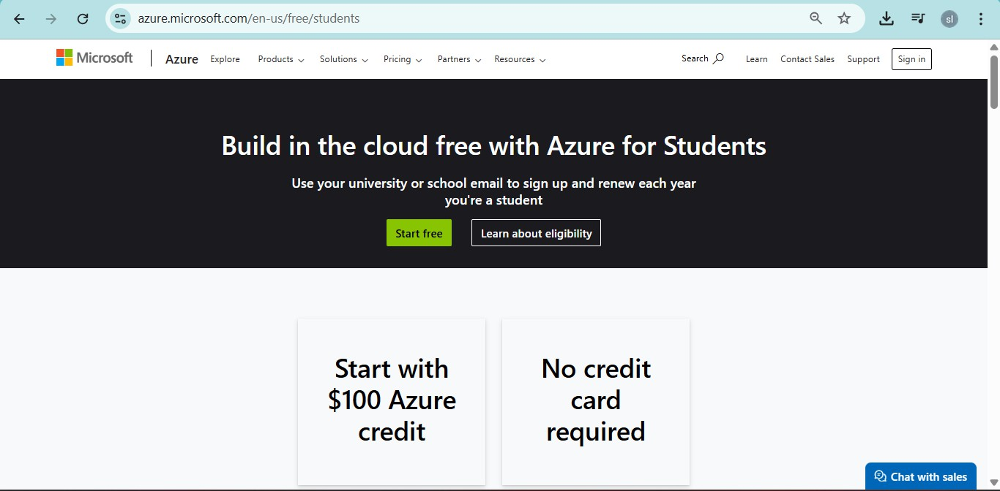 azure.microsoft.com/en-us/free/students
sl
Microsoft Azure Explore Products Solutions Pricing Partners Resources Search Learn Contact Sales Support Sign in
Build in the cloud free with Azure for Students
Use your university or school email to sign up and renew each year
you're a student
Start free Learn about eligibility
Start with
$100 Azure
credit
No credit
card
required
Chat with sales